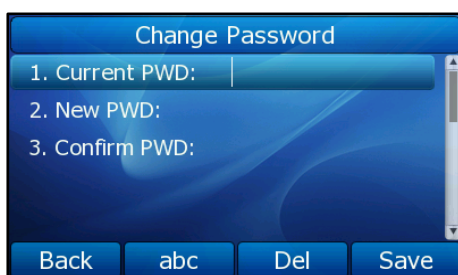 Change Password
1. Current PWD:
2. New PWD:
3. Confirm PWD:
Back abc Del Save